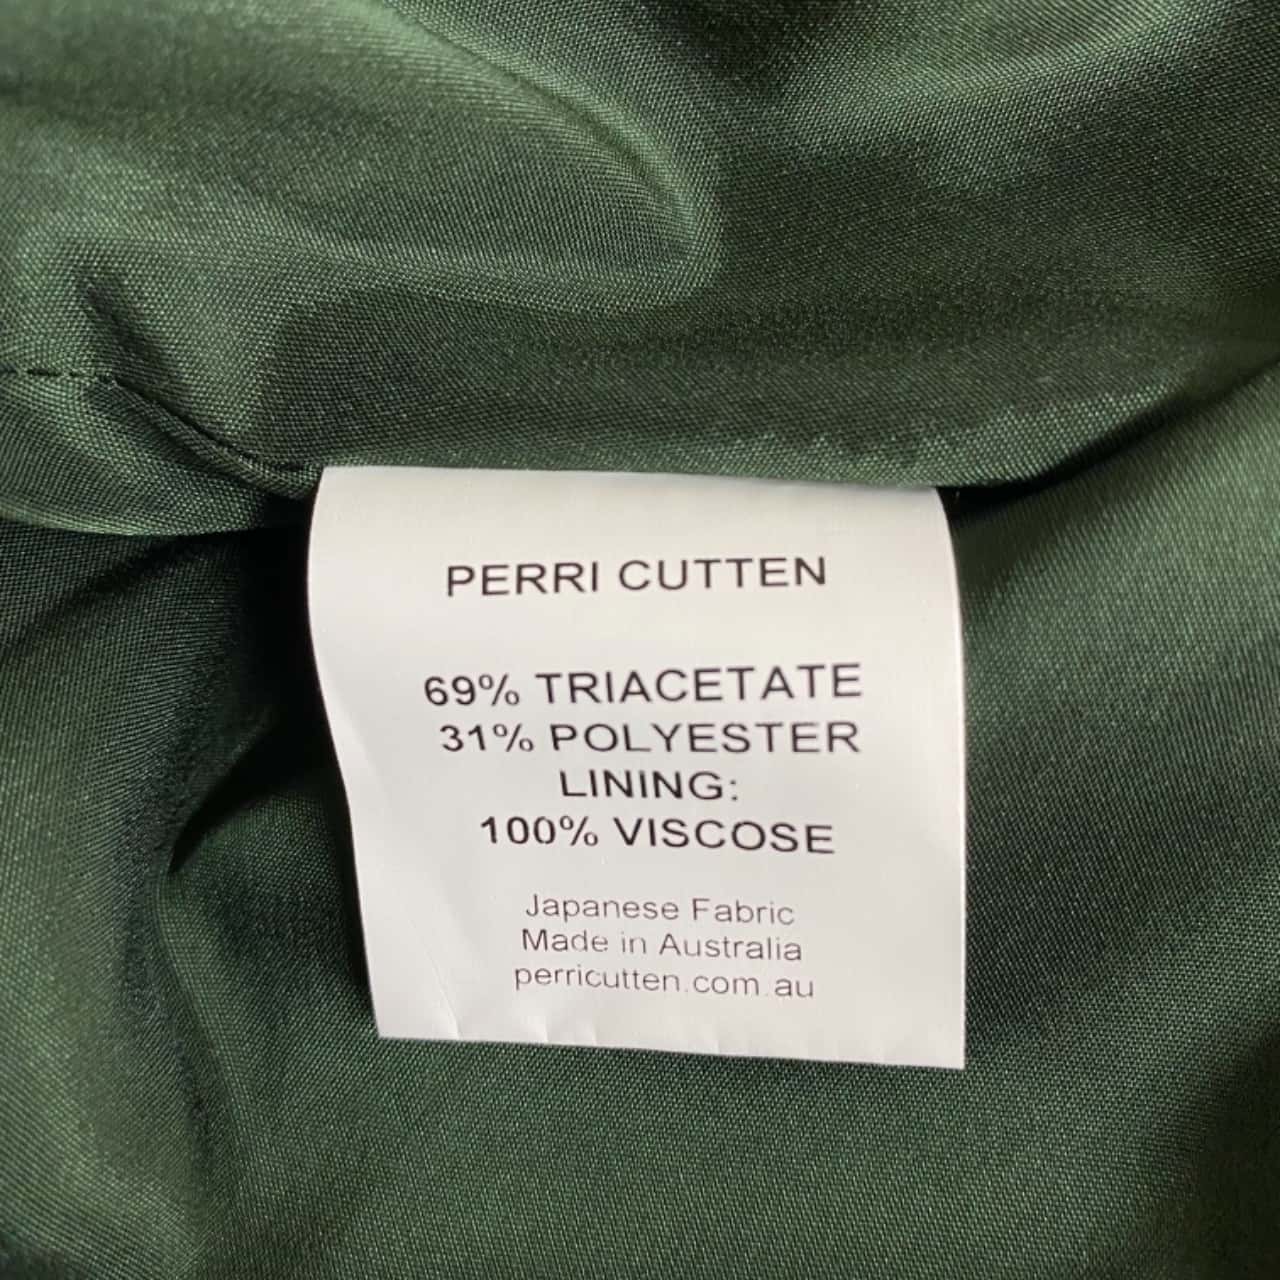 PERRI CUTTEN
69% TRIACETATE
31% POLYESTER
LINING:
100% VISCOSE
Japanese Fabric
Made in Australia
perricutten.com.au